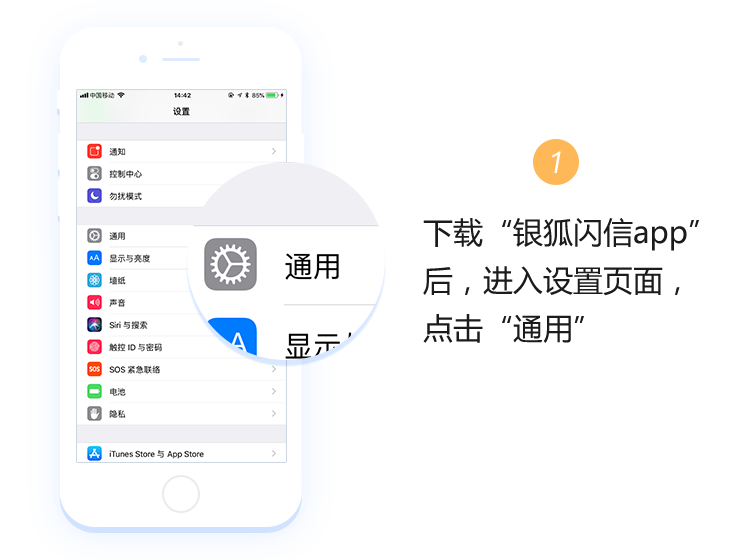 中国移动 14:42 85%
设置
通知
控制中心
勿扰模式
通用
显示与亮度
墙纸
声音
Siri 与搜索
触控 ID 与密码
SOS SOS 紧急联络
电池
隐私
iTunes Store 与 App Store
通用
显示
1
下载“银狐闪信app”
后，进入设置页面，
点击“通用”